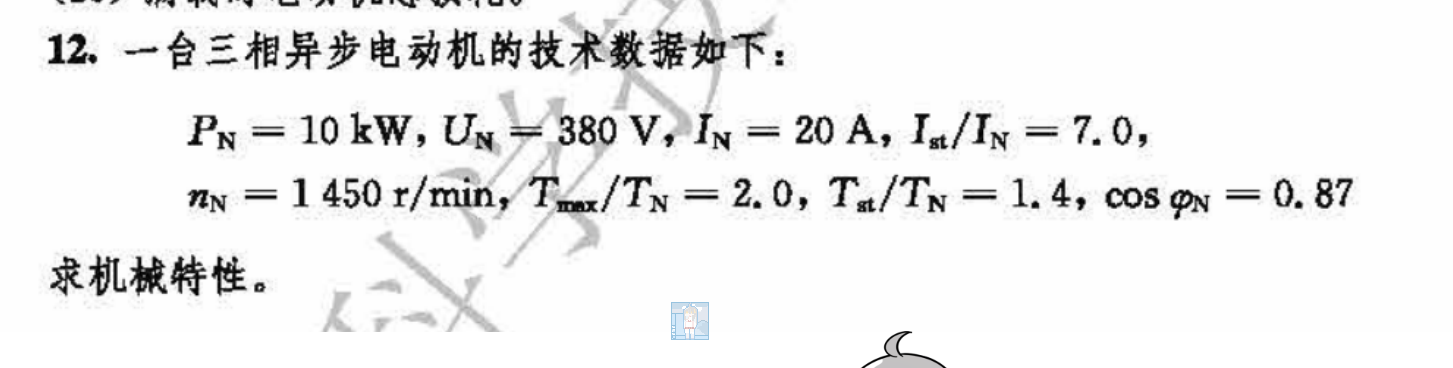 12. 一台三相异步电动机的技术数据如下:
P_N = 10 kW, U_N = 380 V, I_N = 20 A, I_st/I_N = 7.0,
n_N = 1 450 r/min, T_max/T_N = 2.0, T_st/T_N = 1.4, cos φ_N = 0.87
求机械特性。